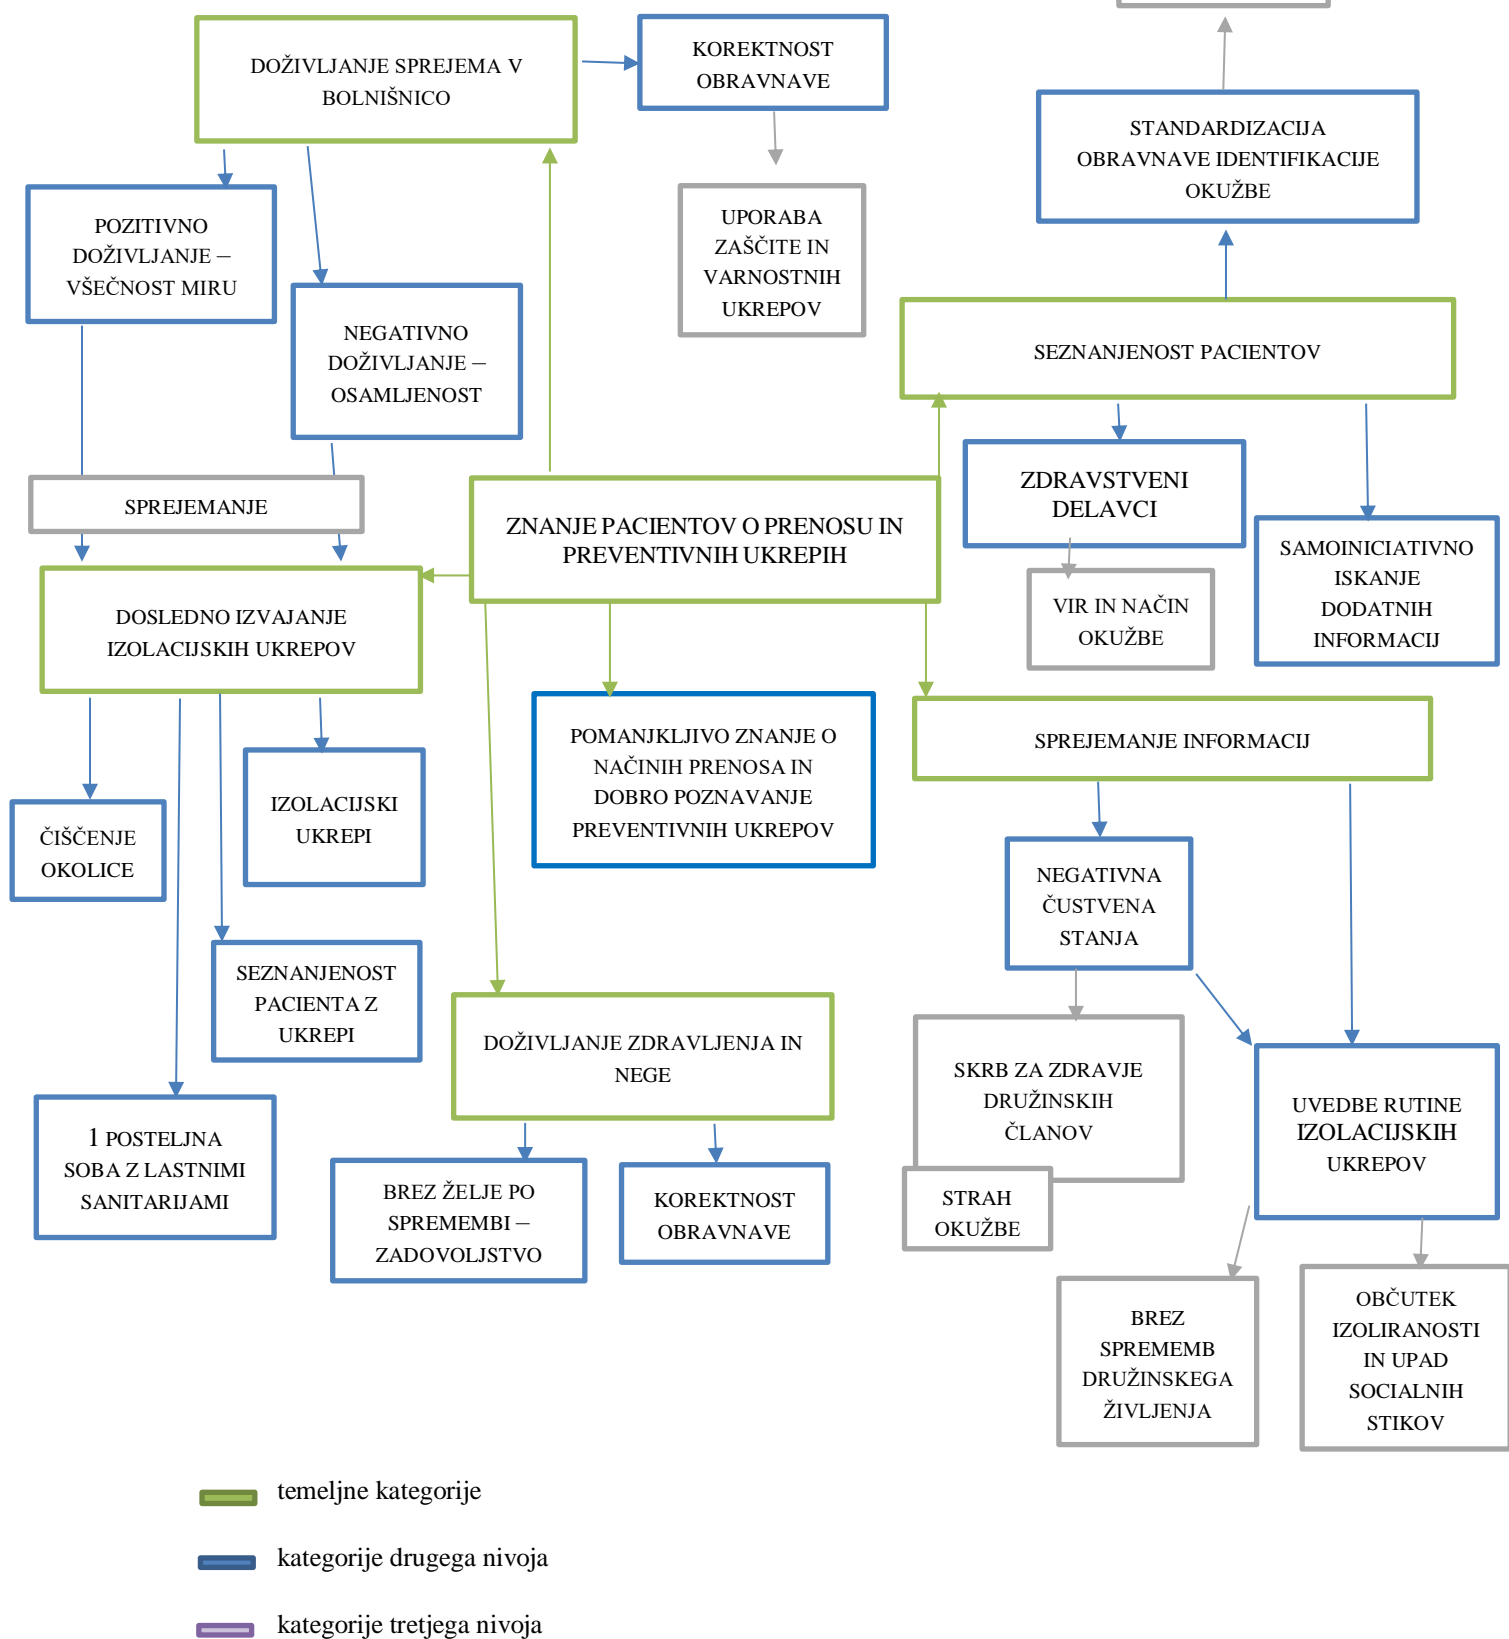 DOŽIVLJANJE SPREJEMA V
BOLNIŠNICO
KOREKTNOST
OBRAVNAVE
STANDARDIZACIJA
OBRAVNAVE IDENTIFIKACIJE
OKUŽBE
POZITIVNO
DOŽIVLJANJE –
VŠEČNOST MIRU
UPORABA
ZAŠČITE IN
VARNOSTNIH
UKREPOV
NEGATIVNO
DOŽIVLJANJE –
OSAMLJENOST
SEZNANJENOST PACIENTOV
SPREJEMANJE
ZNANJE PACIENTOV O PRENOSU IN
PREVENTIVNIH UKREPIH
ZDRAVSTVENI
DELAVCI
SAMOINICIATIVNO
ISKANJE
DODATNIH
INFORMACIJ
VIR IN NAČIN
OKUŽBE
DOSLEDNO IZVAJANJE
IZOLACIJSKIH UKREPOV
POMANJKLJIVO ZNANJE O
NAČINIH PRENOSA IN
DOBRO POZNAVANJE
PREVENTIVNIH UKREPOV
SPREJEMANJE INFORMACIJ
IZOLACIJSKI
UKREPI
ČIŠČENJE
OKOLICE
NEGATIVNA
ČUSTVENA
STANJA
SEZNANJENOST
PACIENTA Z
UKREPI
DOŽIVLJANJE ZDRAVLJENJA IN
NEGE
SKRB ZA ZDRAVJE
DRUŽINSKIH
ČLANOV
UVEDBE RUTINE
IZOLACIJSKIH
UKREPOV
1 POSTELJNA
SOBA Z LASTNIMI
SANITARIJAMI
BREZ ŽELJE PO
SPREMEMBI –
ZADOVOLJSTVO
KOREKTNOST
OBRAVNAVE
STRAH
OKUŽBE
BREZ
SPREMEMB
DRUŽINSKEGA
ŽIVLJENJA
OBČUTEK
IZOLIRANOSTI
IN UPAD
SOCIALNIH
STIKOV
temeljne kategorije
kategorije drugega nivoja
kategorije tretjega nivoja